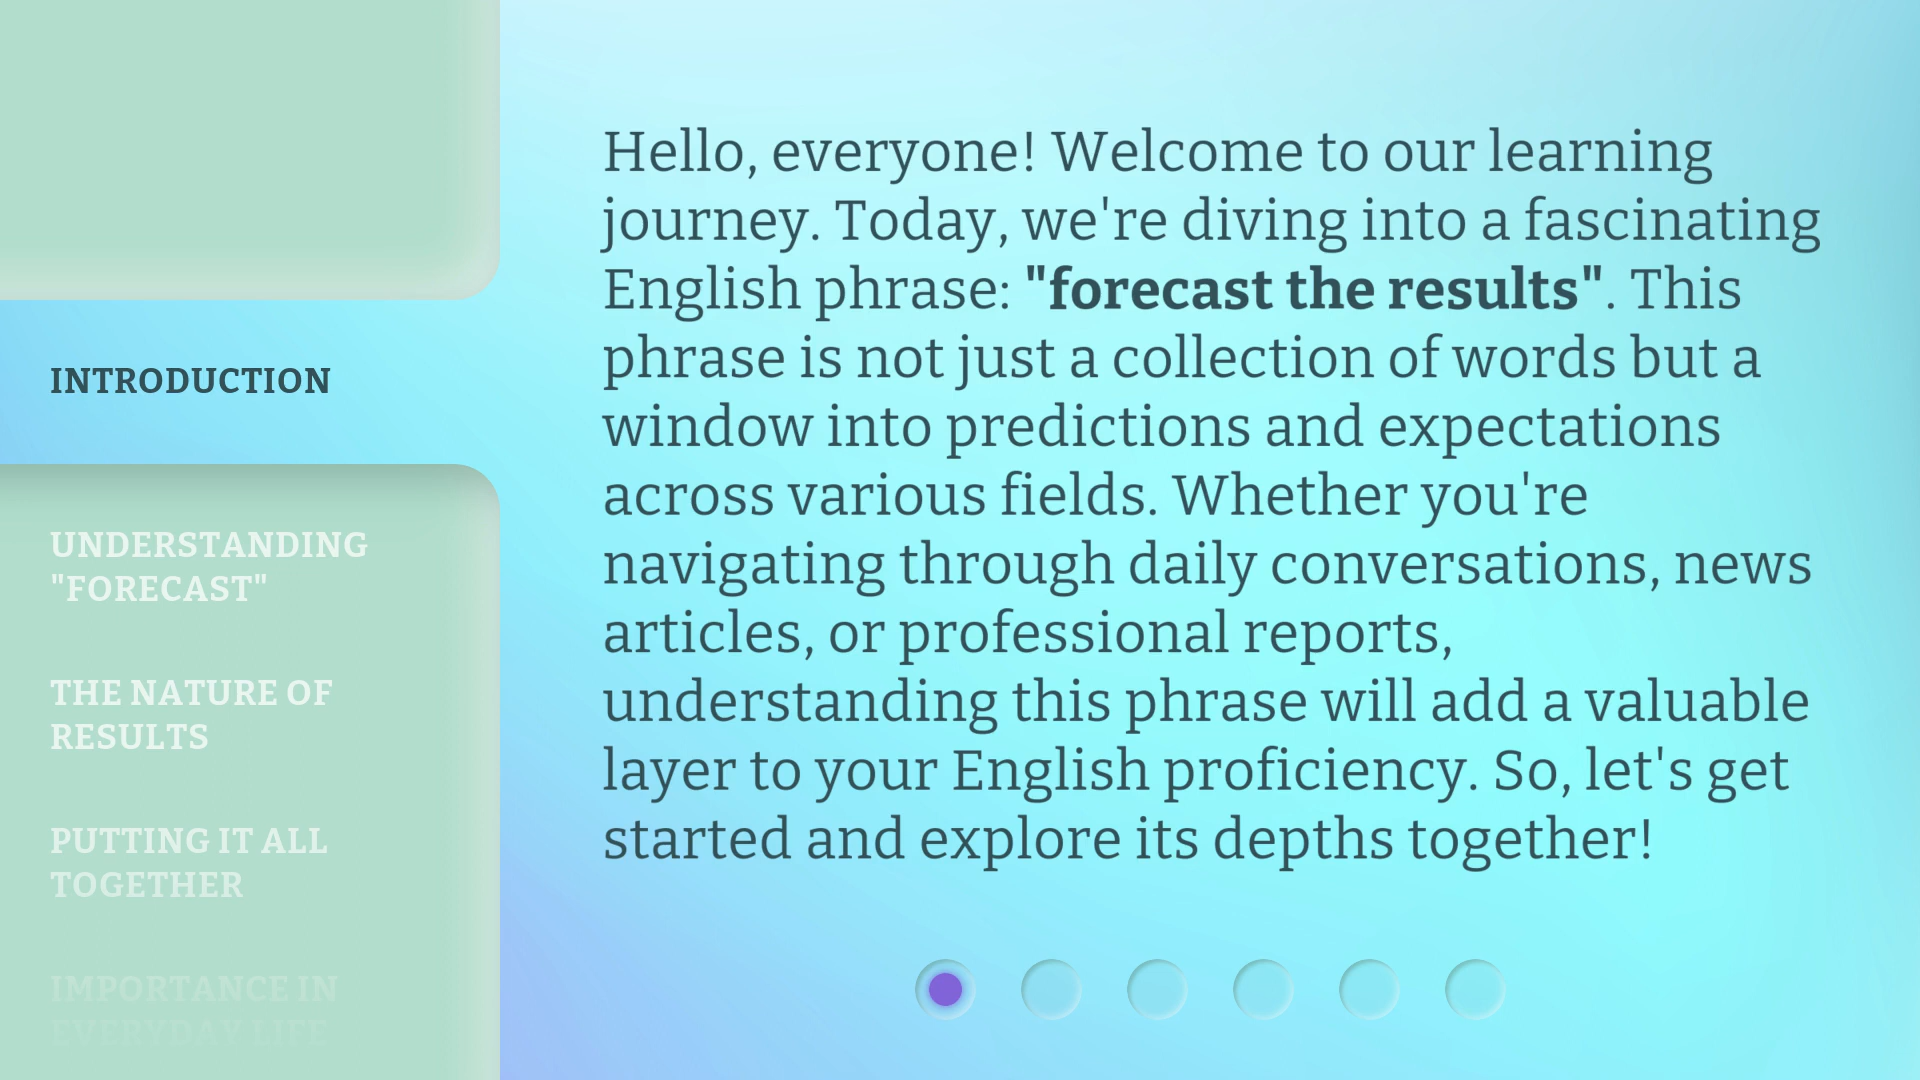 INTRODUCTION
UNDERSTANDING
"FORECAST"
THE NATURE OF
RESULTS
PUTTING IT ALL
TOGETHER
IMPORTANCE IN
EVERYDAY LIFE
Hello, everyone! Welcome to our learning
journey. Today, we're diving into a fascinating
English phrase: "forecast the results". This
phrase is not just a collection of words but a
window into predictions and expectations
across various fields. Whether you're
navigating through daily conversations, news
articles, or professional reports,
understanding this phrase will add a valuable
layer to your English proficiency. So, let's get
started and explore its depths together!